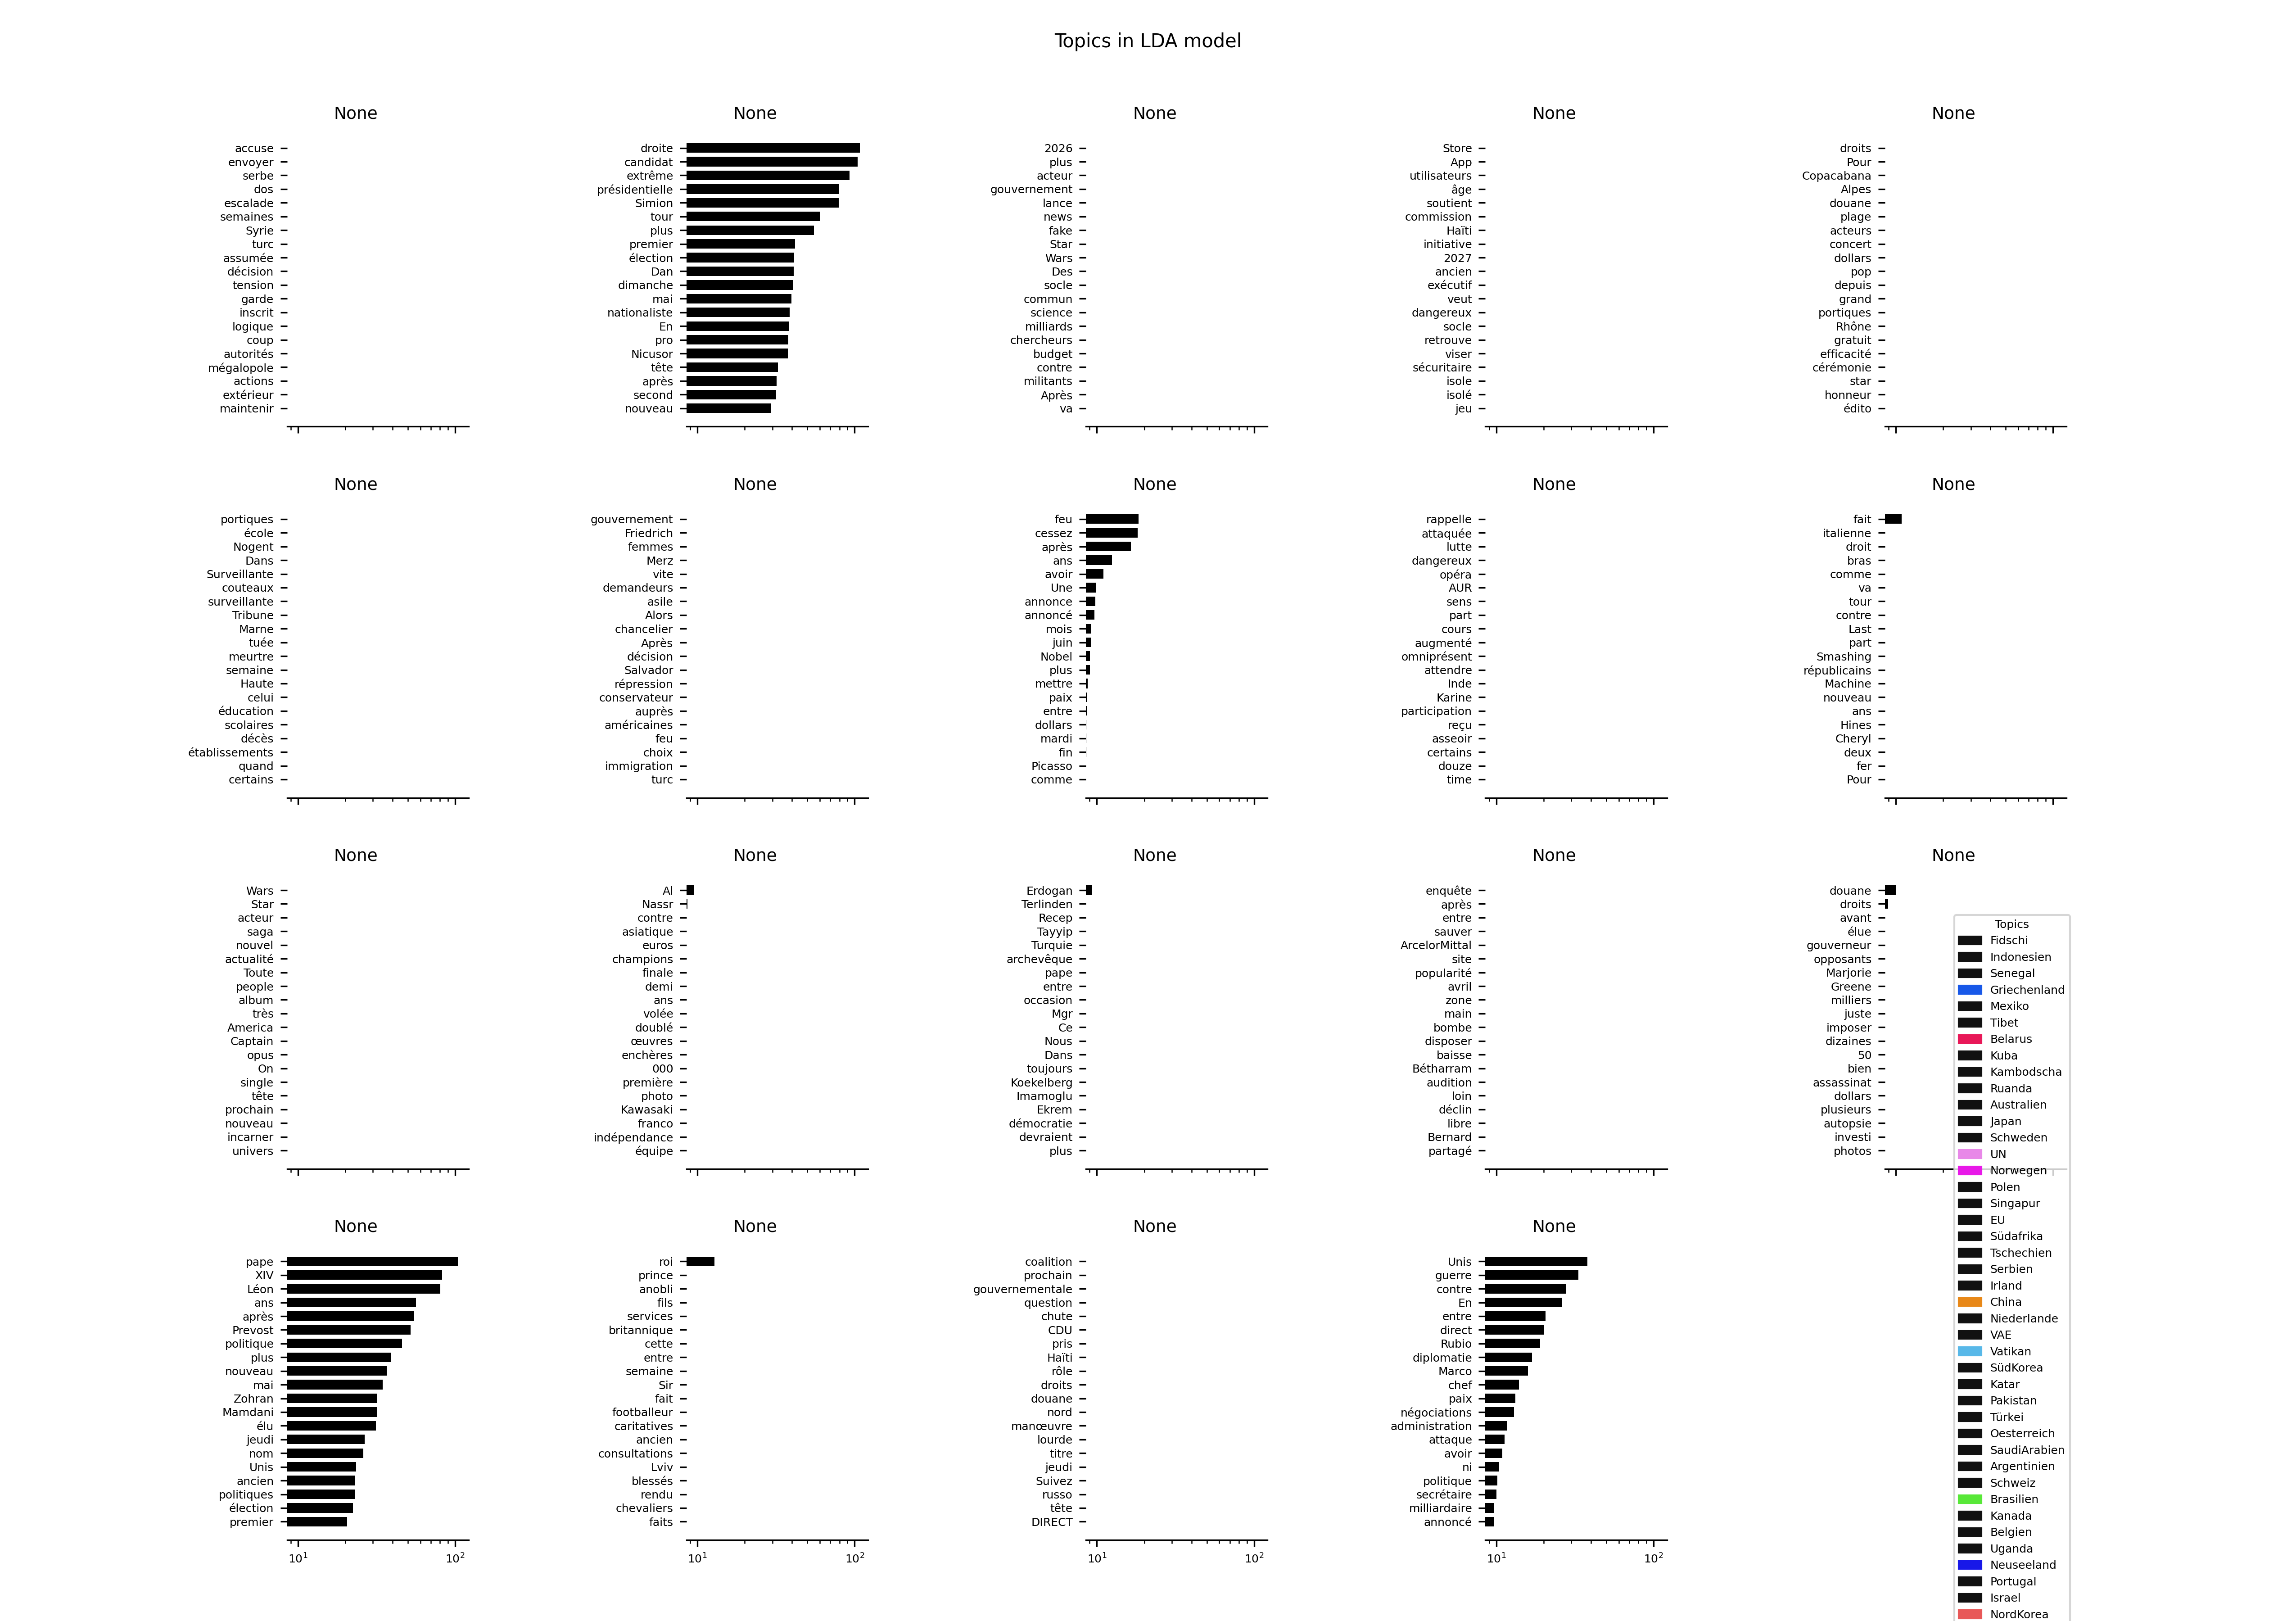 Topics in LDA model
None
accuse
envoyer
serbe
dos
escalade
semaines
Syrie
turc
assumée
décision
tension
garde
inscrit
logique
coup
autorités
mégalopole
actions
extérieur
maintenir
None
droite
candidat
extrême
présidentielle
Simion
tour
plus
premier
élection
Dan
dimanche
mai
nationaliste
En
pro
Nicusor
tête
après
second
nouveau
None
2026
plus
acteur
gouvernement
lance
news
fake
Star
Wars
Des
socle
commun
science
milliards
chercheurs
budget
contre
militants
Après
va
None
Store
App
utilisateurs
âge
soutient
commission
Haïti
initiative
2027
ancien
exécutif
veut
dangereux
socle
retrouve
viser
sécuritaire
isole
isolé
jeu
None
droits
Pour
Copacabana
Alpes
douane
plage
acteurs
concert
dollars
pop
depuis
grand
portiques
Rhône
gratuit
efficacité
cérémonie
star
honneur
édito
None
portiques
école
Nogent
Dans
Surveillante
couteaux
surveillante
Tribune
Marne
tuée
meurtre
semaine
Haute
celui
éducation
scolaires
décès
établissements
quand
certains
None
gouvernement
Friedrich
femmes
Merz
vite
demandeurs
asile
Alors
chancelier
Après
décision
Salvador
répression
conservateur
auprès
américaines
feu
choix
immigration
turc
None
feu
cessez
après
ans
avoir
Une
annonce
annoncé
mois
juin
Nobel
plus
mettre
paix
entre
dollars
mardi
fin
Picasso
comme
None
rappelle
attaquée
lutte
dangereux
opéra
AUR
sens
part
cours
augmenté
omniprésent
attendre
Inde
Karine
participation
reçu
asseoir
certains
douze
time
None
fait
italienne
droit
bras
comme
va
tour
contre
Last
part
Smashing
républicains
Machine
nouveau
ans
Hines
Cheryl
deux
fer
Pour
None
Wars
Star
acteur
saga
nouvel
actualité
Toute
people
album
très
America
Captain
opus
On
single
tête
prochain
nouveau
incarner
univers
None
Al
Nassr
contre
asiatique
euros
champions
finale
demi
ans
volée
doublé
œuvres
enchères
000
première
photo
Kawasaki
franco
indépendance
équipe
None
Erdogan
Terlinden
Recep
Tayyip
Turquie
archevêque
pape
entre
occasion
Mgr
Ce
Nous
Dans
toujours
Koekelberg
Imamoglu
Ekrem
démocratie
devraient
plus
None
enquête
après
entre
sauver
ArcelorMittal
site
popularité
avril
zone
main
bombe
disposer
baisse
Bétharram
audition
loin
déclin
libre
Bernard
partagé
None
douane
droits
avant
élue
gouverneur
opposants
Marjorie
Greene
milliers
juste
imposer
dizaines
50
bien
assassinat
dollars
plusieurs
autopsie
investi
photos
None
pape
XIV
Léon
ans
après
Prevost
politique
plus
nouveau
mai
Zohran
Mamdani
élu
jeudi
nom
Unis
ancien
politiques
élection
premier
10¹ 10²
None
roi
prince
anobli
fils
services
britannique
cette
entre
semaine
Sir
fait
footballeur
caritatives
ancien
consultations
Lviv
blessés
rendu
chevaliers
faits
10¹ 10²
None
coalition
prochain
gouvernementale
question
chute
CDU
pris
Haïti
rôle
droits
douane
nord
manœuvre
lourde
titre
jeudi
Suivez
russo
tête
DIRECT
10¹ 10²
None
Unis
guerre
contre
En
entre
direct
Rubio
diplomatie
Marco
chef
paix
négociations
administration
attaque
avoir
ni
politique
secrétaire
milliardaire
annoncé
10¹ 10²
Topics
Fidschi
Indonesien
Senegal
Griechenland
Mexiko
Tibet
Belarus
Kuba
Kambodscha
Ruanda
Australien
Japan
Schweden
UN
Norwegen
Polen
Singapur
EU
Südafrika
Tschechien
Serbien
Irland
China
Niederlande
VAE
Vatikan
SüdKorea
Katar
Pakistan
Türkei
Oesterreich
SaudiArabien
Argentinien
Schweiz
Brasilien
Kanada
Belgien
Uganda
Neuseeland
Portugal
Israel
NordKorea